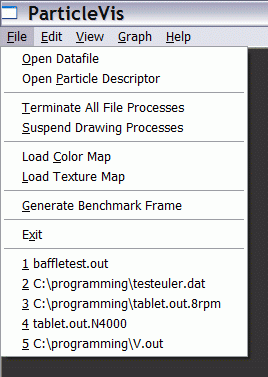 ParticleVis
File Edit View Graph Help
Open Datafile
Open Particle Descriptor
Terminate All File Processes
Suspend Drawing Processes
Load Color Map
Load Texture Map
Generate Benchmark Frame
Exit
1 baffletest.out
2 C:\programming\testeuler.dat
3 C:\programming\tablet.out.8rpm
4 tablet.out.N4000
5 C:\programming\V.out